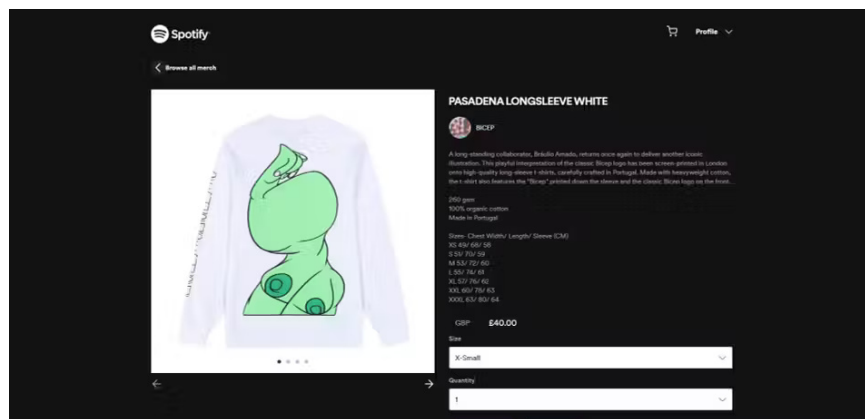 Spotify
Profile
Browse all merch
PASADENA LONGSLEEVE WHITE
BICEP
A long-standing collaborator, Bráulio Amado, returns once again to deliver another iconic
illustration. This playful interpretation of the classic Bicep logo has been screen-printed in London
onto high-quality long-sleeve t-shirts, carefully crafted in Portugal. Made with heavyweight cotton,
the t-shirt also features the "Bicep" printed down the sleeve and the classic Bicep logo on the front...
260 gsm
100% organic cotton
Made in Portugal
Sizes- Chest Width/ Length/ Sleeve (CM)
XS 49/ 68/ 58
S 51/ 70/ 59
M 53/ 72/ 60
L 55/ 74/ 61
XL 57/ 76/ 62
XXL 60/ 78/ 63
XXXL 63/ 80/ 64
GBP £40.00
Size
X-Small
Quantity
1